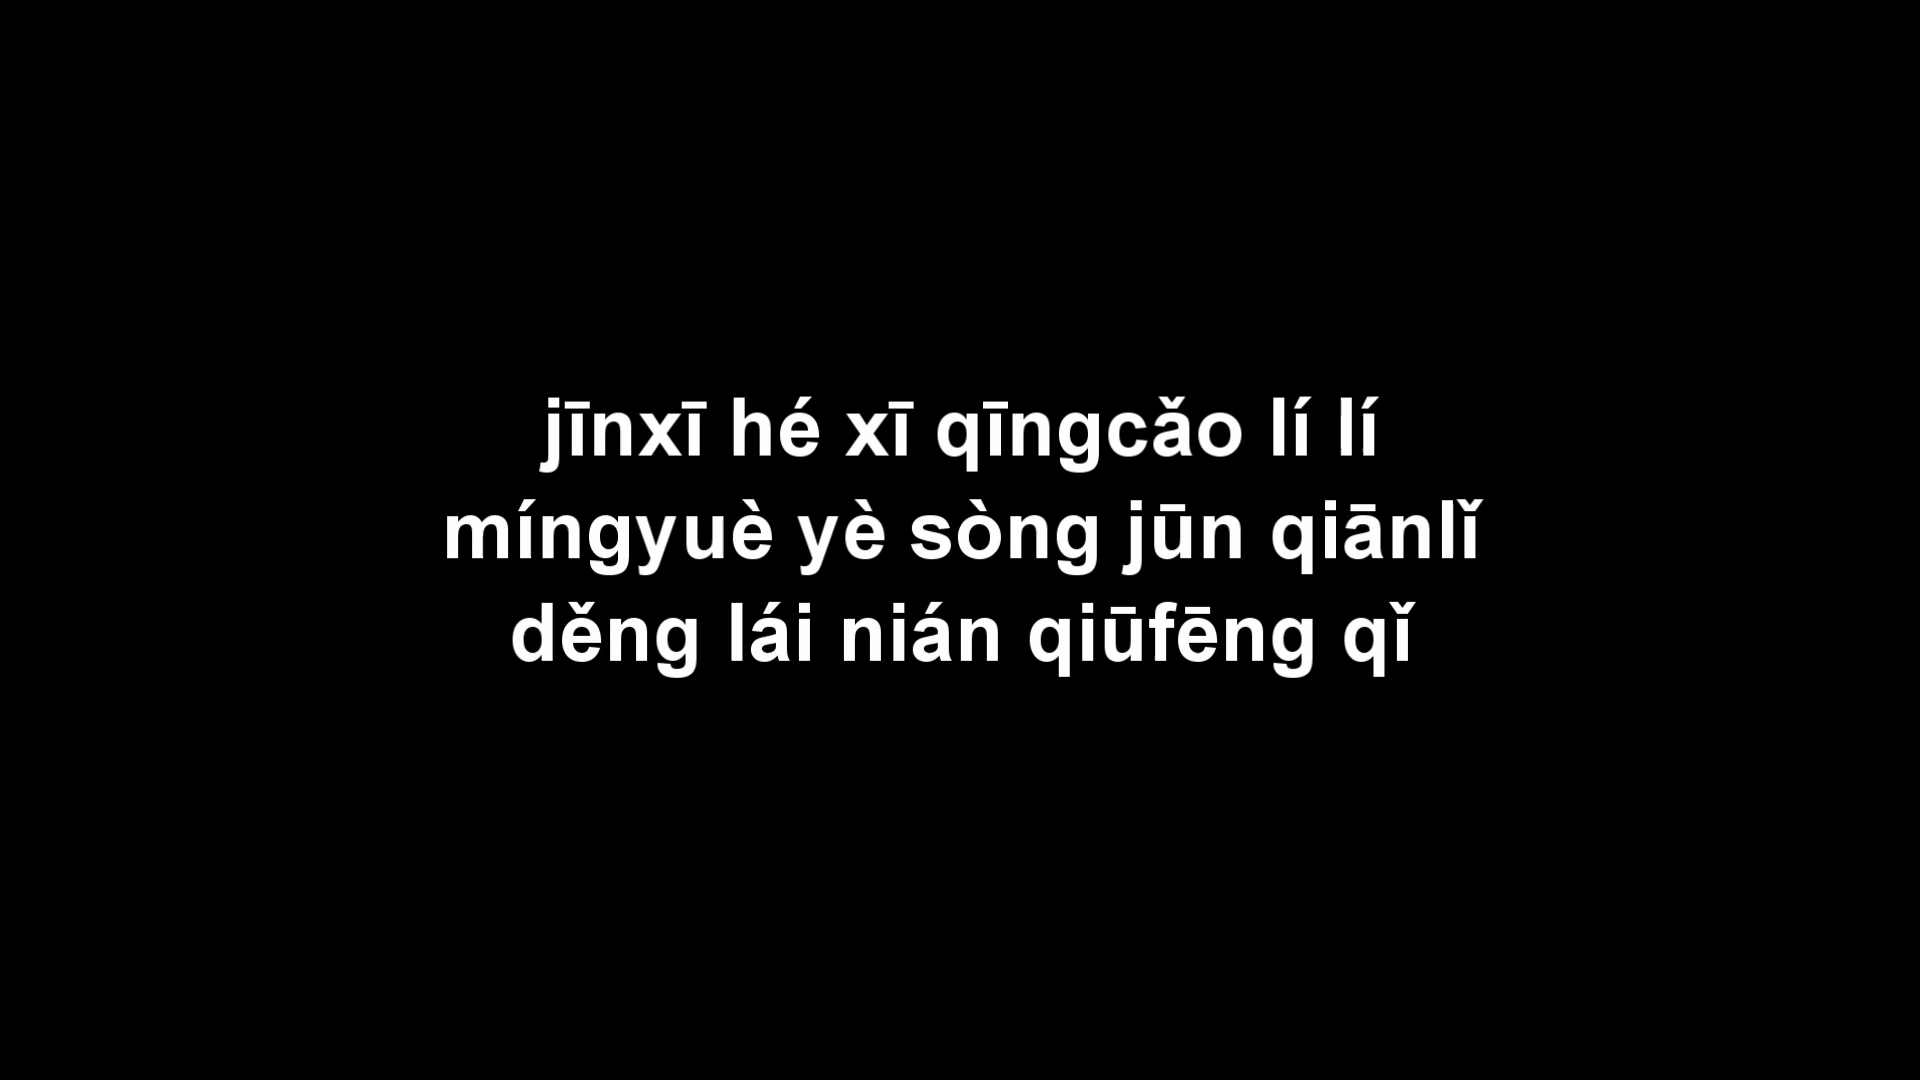 jīnxī hé xī qīngcǎo lí lí
míngyuè yè sòng jūn qiānlǐ
děng lái nián qiūfēng qǐ